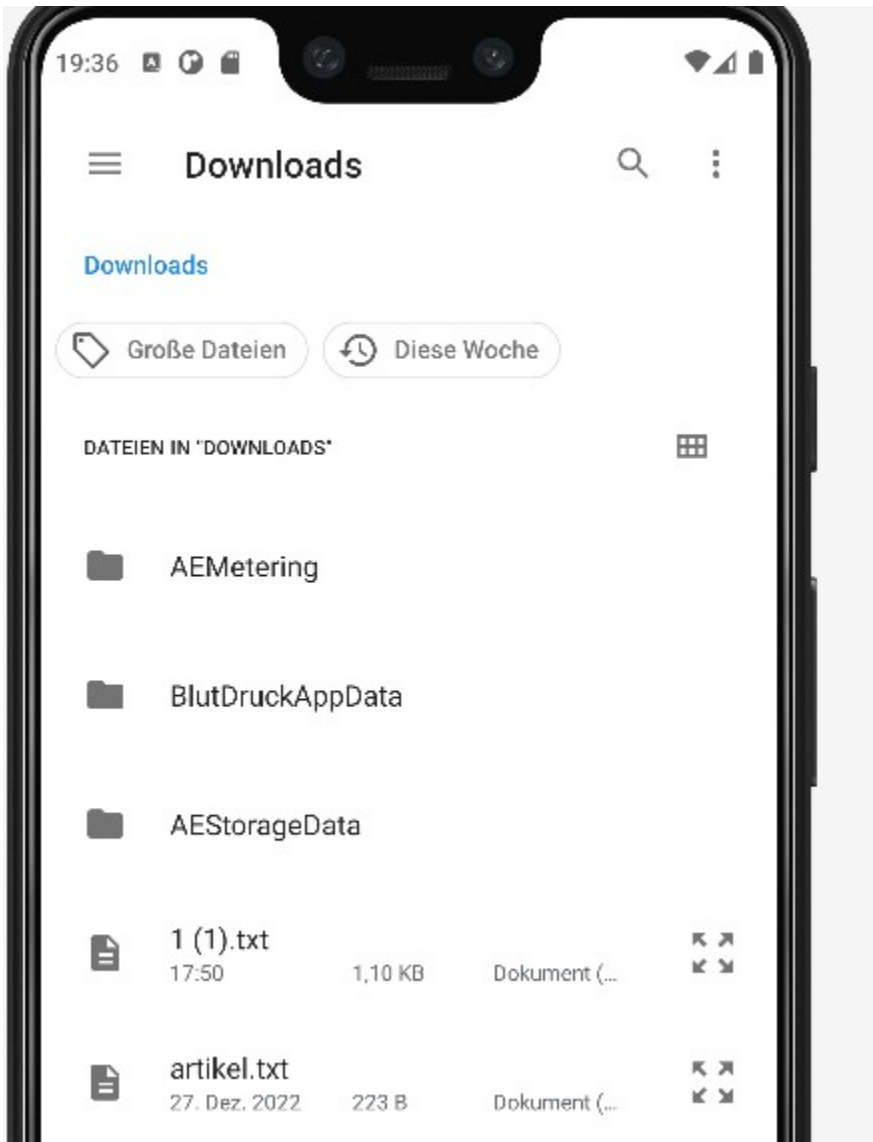 19:36
Downloads
Downloads
Große Dateien
Diese Woche
DATEIEN IN "DOWNLOADS"
AEMetering
BlutDruckAppData
AEStorageData
1 (1).txt
17:50 1,10 KB Dokument (…
artikel.txt
27. Dez. 2022 223 B Dokument (…